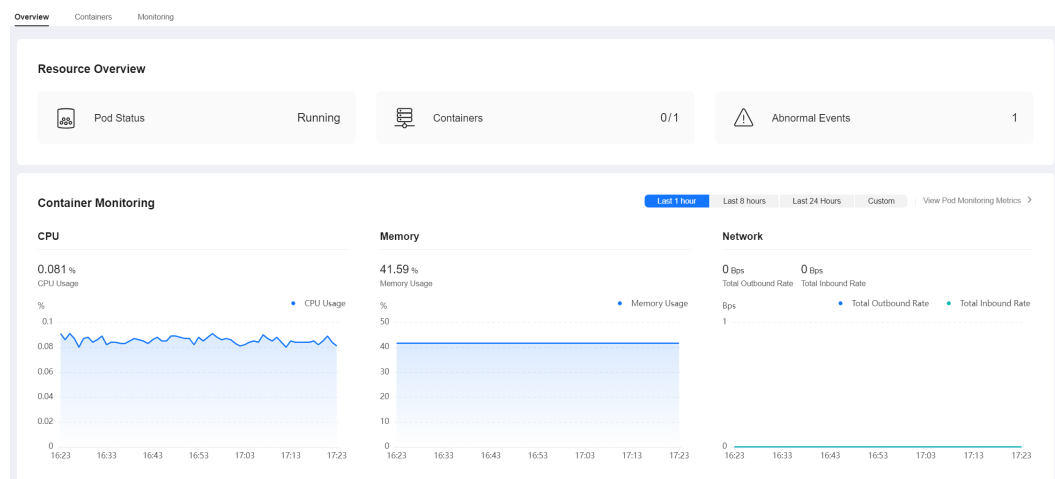 Overview Containers Monitoring
Resource Overview
Pod Status Running Containers 0/1 Abnormal Events 1
Container Monitoring Last 1 hour Last 8 hours Last 24 Hours Custom View Pod Monitoring Metrics >
CPU Memory Network
0.081 % 41.59 % 0 Bps 0 Bps
CPU Usage Memory Usage Total Outbound Rate Total Inbound Rate
% CPU Usage % Memory Usage Bps Total Outbound Rate Total Inbound Rate
0.1 50 1
0.08 40
0.06 30
0.04 20
0.02 10
0 0 0
16:23 16:33 16:43 16:53 17:03 17:13 17:23 16:23 16:33 16:43 16:53 17:03 17:13 17:23 16:23 16:33 16:43 16:53 17:03 17:13 17:23